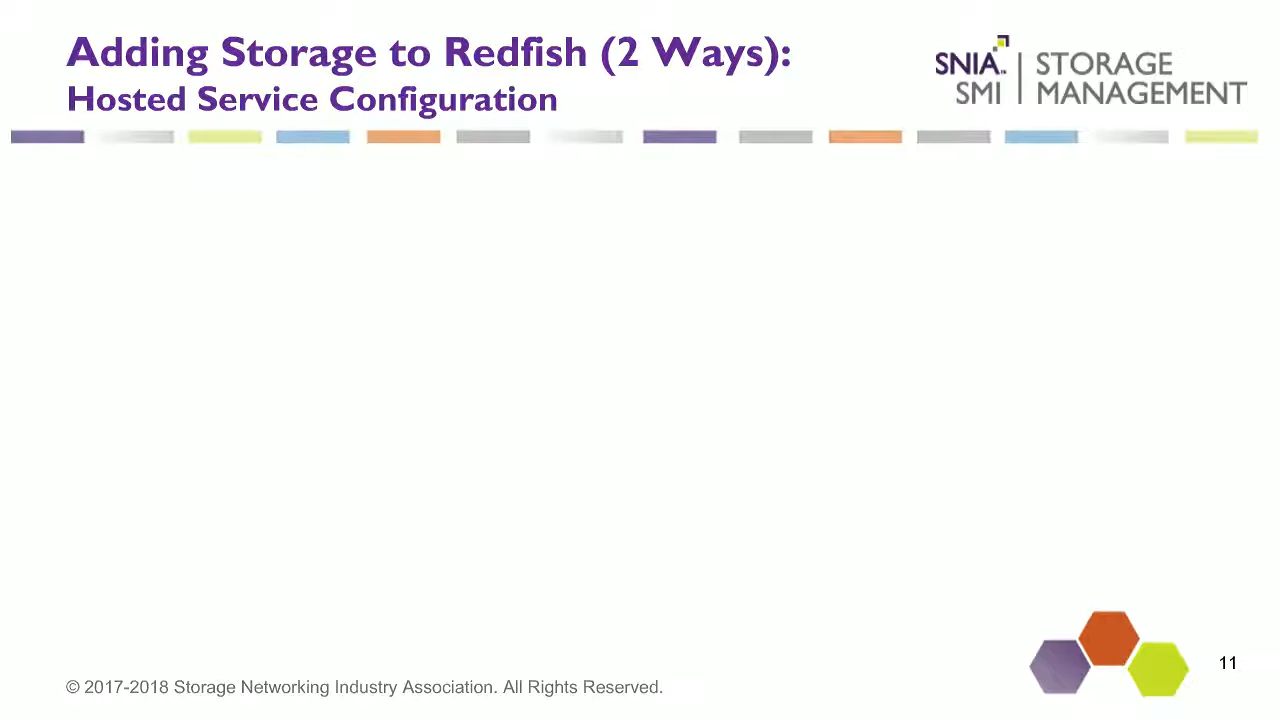 Adding Storage to Redfish (2 Ways):
Hosted Service Configuration
SNIA™ | STORAGE
SMI | MANAGEMENT
11
© 2017-2018 Storage Networking Industry Association. All Rights Reserved.